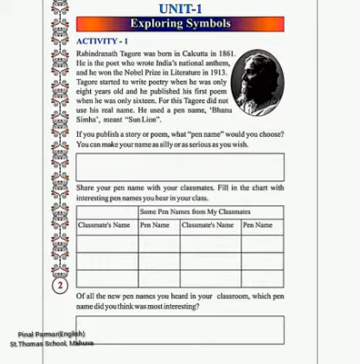 UNIT-1
Exploring Symbols
ACTIVITY - 1
Rabindranath Tagore was born in Calcutta in 1861.
He is the poet who wrote India's national anthem,
and he won the Nobel Prize in Literature in 1913.
Tagore started to write poetry when he was only
eight years old and he published his first poem
when he was only sixteen. For this Tagore did not
use his real name. He used a pen name, 'Bhanu
Simha', meant "Sun Lion".
If you publish a story or poem, what "pen name" would you choose?
You can make your name as silly or as serious as you wish.
Share your pen name with your classmates. Fill in the chart with
interesting pen names you hear in your class.
Some Pen Names from My Classmates
Classmate's Name Pen Name Classmate's Name Pen Name
2
Of all the new pen names you heard in your classroom, which pen
name did you think was most interesting?
Pinal Parmar(English)
St.Thomas School, Mahuva